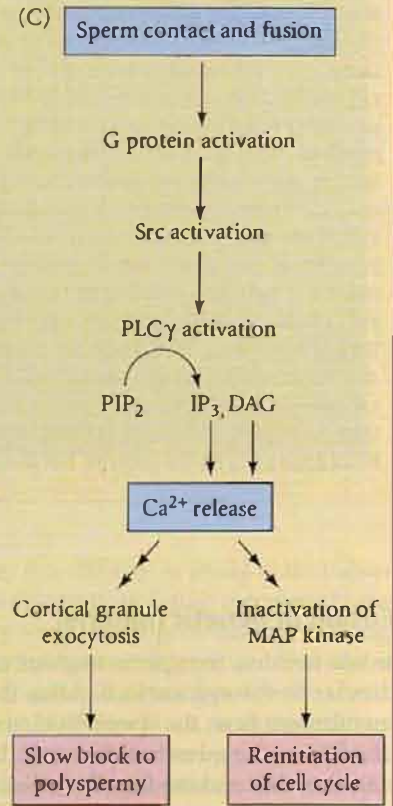 (C)
Sperm contact and fusion
G protein activation
Src activation
PLCγ activation
PIP₂ IP₃, DAG
Ca²⁺ release
Cortical granule
exocytosis
Inactivation of
MAP kinase
Slow block to
polyspermy
Reinitiation
of cell cycle